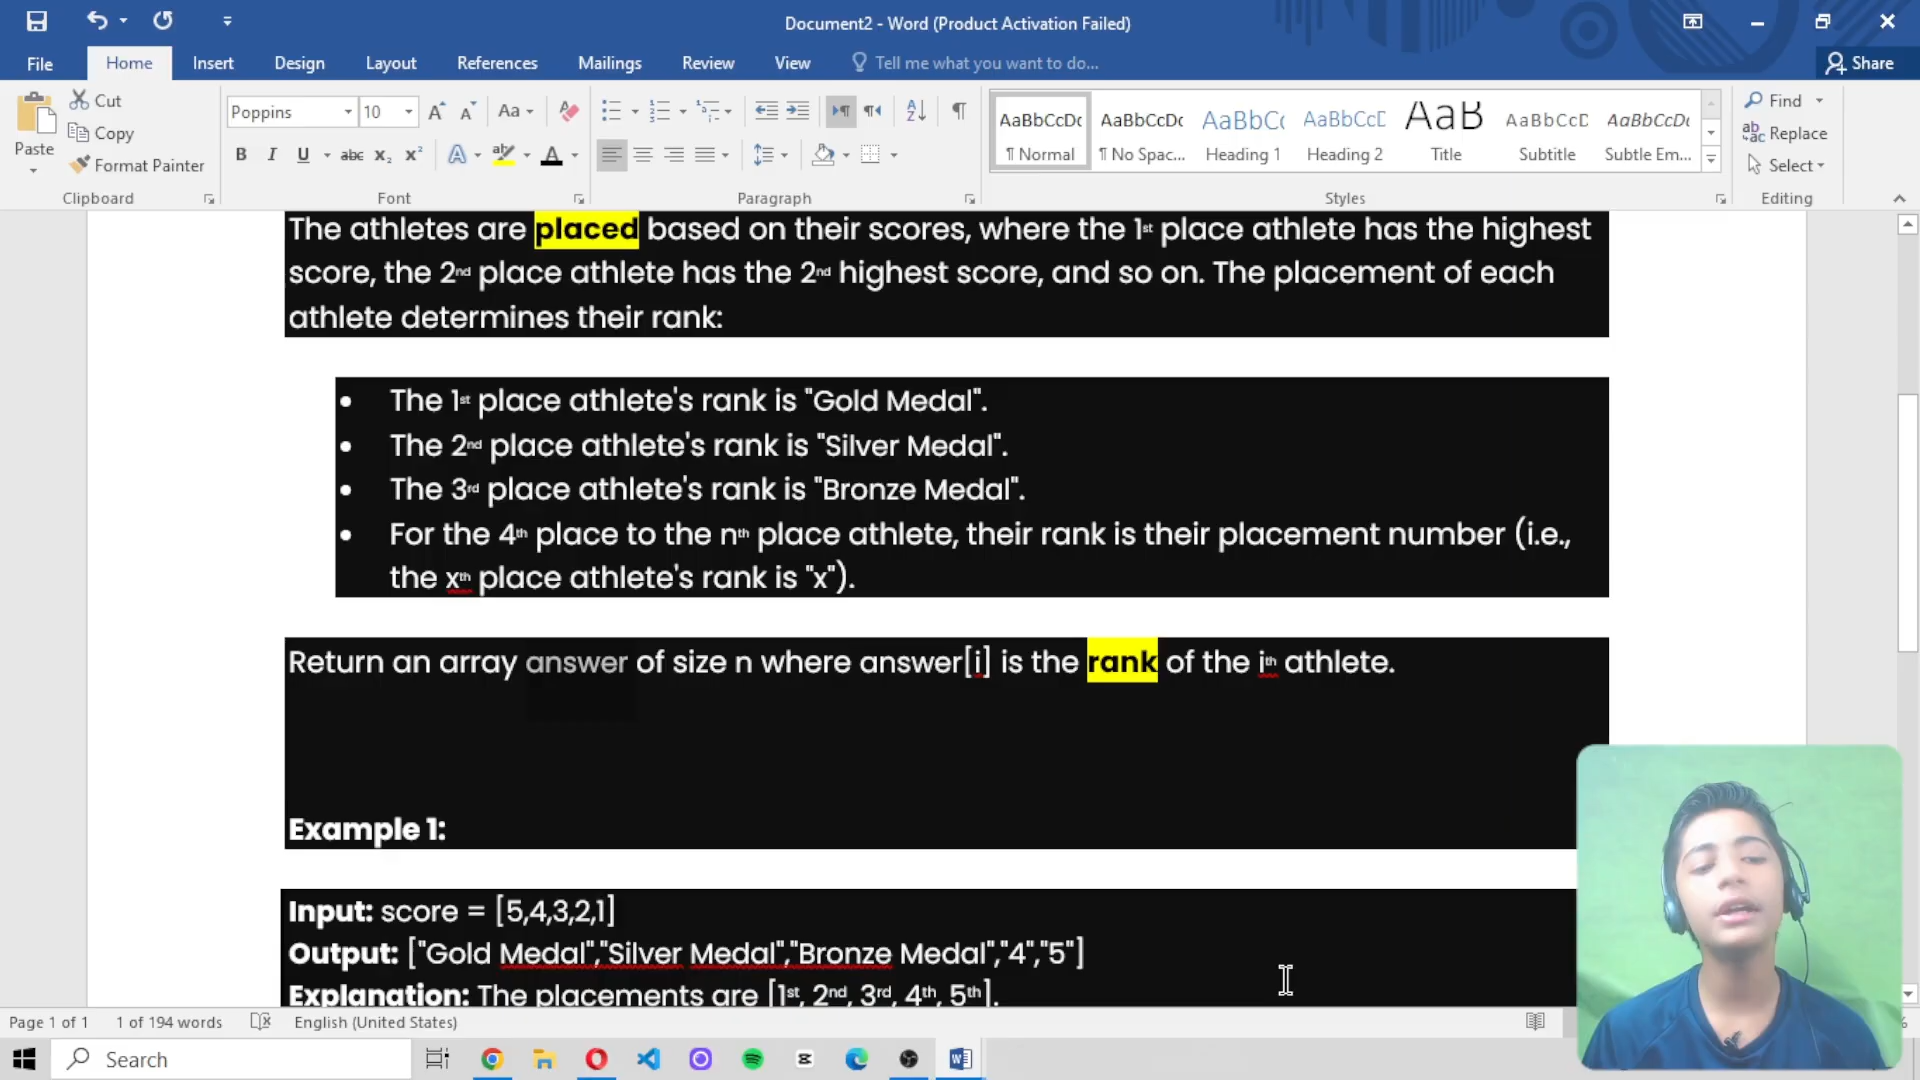 Document2 - Word (Product Activation Failed)
File Home Insert Design Layout References Mailings Review View Tell me what you want to do... Share
Paste Cut Copy Format Painter Clipboard
Poppins 10 Aa
B I U abc x₂ x² A A
Font
Paragraph
AaBbCcDc AaBbCcDc AaBbC AaBbCcD AaB AaBbCcD AaBbCcDc
¶ Normal ¶ No Spac... Heading 1 Heading 2 Title Subtitle Subtle Em...
Styles
Find
Replace
Select
Editing
The athletes are placed based on their scores, where the 1st place athlete has the highest
score, the 2nd place athlete has the 2nd highest score, and so on. The placement of each
athlete determines their rank:
• The 1st place athlete's rank is "Gold Medal".
• The 2nd place athlete's rank is "Silver Medal".
• The 3rd place athlete's rank is "Bronze Medal".
• For the 4th place to the nth place athlete, their rank is their placement number (i.e.,
the xth place athlete's rank is "x").
Return an array answer of size n where answer[i] is the rank of the ith athlete.
Example 1:
Input: score = [5,4,3,2,1]
Output: ["Gold Medal","Silver Medal","Bronze Medal","4","5"]
Explanation: The placements are [1st, 2nd, 3rd, 4th, 5th].
Page 1 of 1 1 of 194 words English (United States)
Search